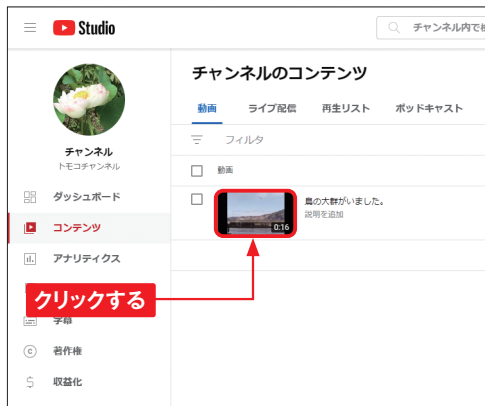 Studio
チャンネル内で検
チャンネルのコンテンツ
動画 ライブ配信 再生リスト ポッドキャスト
フィルタ
チャンネル
トモコチャンネル
動画
鳥の大群がいました。
説明を追加
0:16
ダッシュボード
コンテンツ
アナリティクス
クリックする
字幕
著作権
収益化